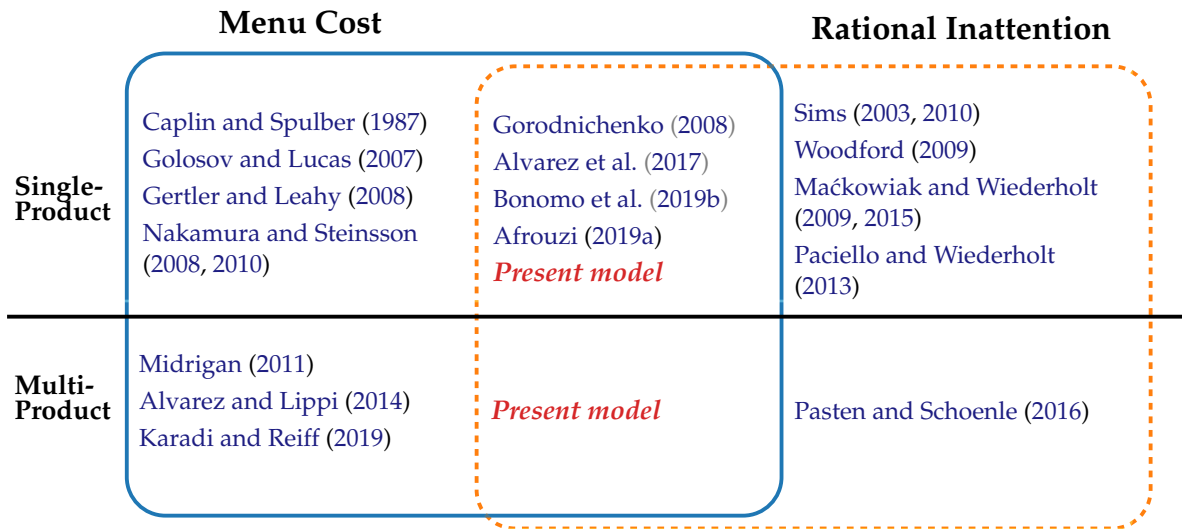 Menu Cost
Rational Inattention
Single-
Product
Caplin and Spulber (1987)
Golosov and Lucas (2007)
Gertler and Leahy (2008)
Nakamura and Steinsson
(2008, 2010)
Gorodnichenko (2008)
Alvarez et al. (2017)
Bonomo et al. (2019b)
Afrouzi (2019a)
Present model
Sims (2003, 2010)
Woodford (2009)
Maćkowiak and Wiederholt
(2009, 2015)
Paciello and Wiederholt
(2013)
Multi-
Product
Midrigan (2011)
Alvarez and Lippi (2014)
Karadi and Reiff (2019)
Present model
Pasten and Schoenle (2016)